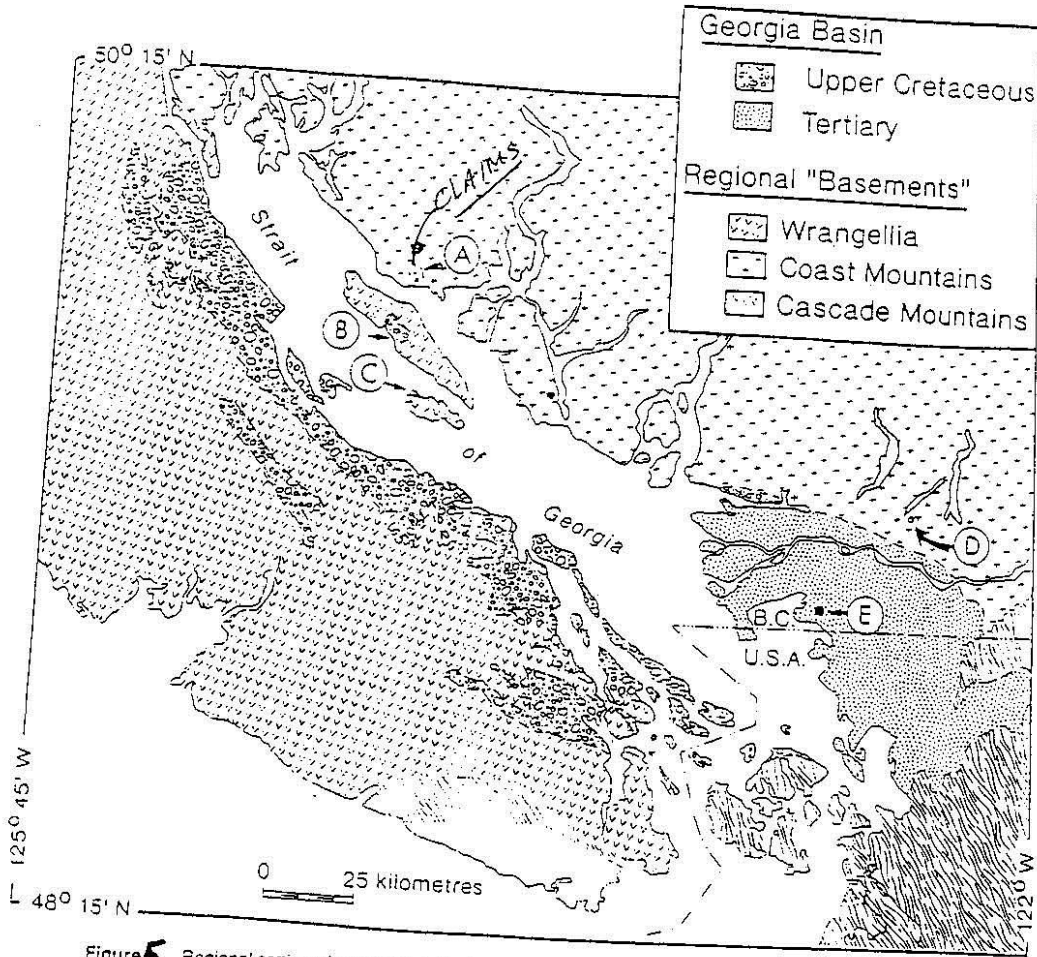 Georgia Basin
Upper Cretaceous
Tertiary
Regional "Basements"
Wrangellia
Coast Mountains
Cascade Mountains
50° 15' N
CLAIMS
A
Strait
B
C
of
Georgia
D
B.C.
E
U.S.A.
125° 45' W
0
25 kilometres
48° 15' N
122° W
Figure 5 Regional